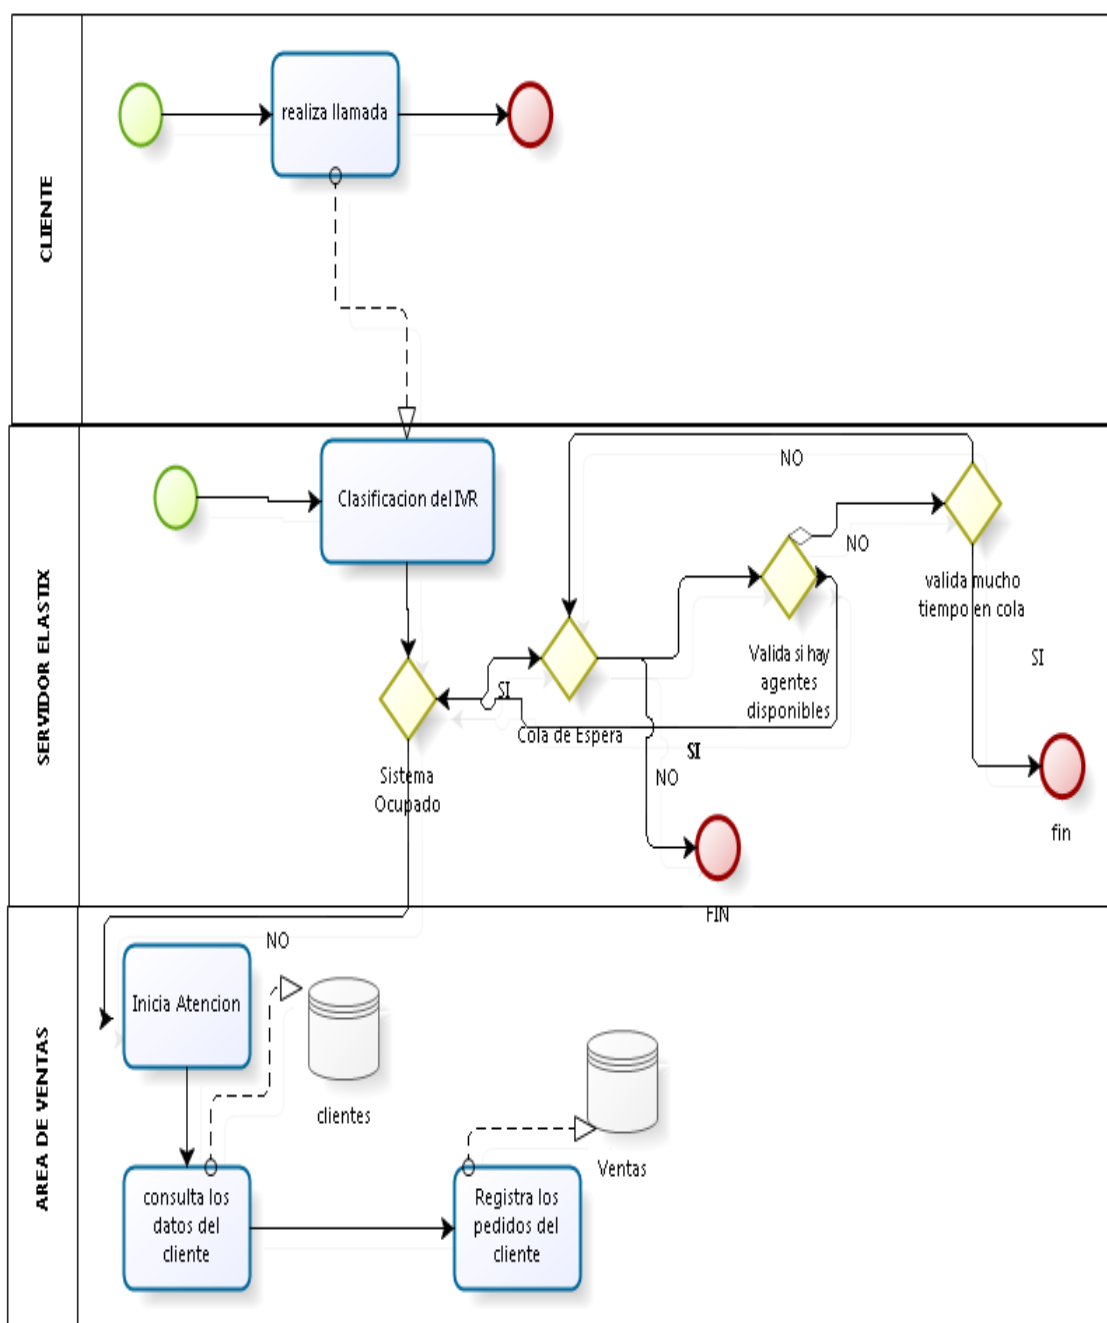 CLIENTE
realiza llamada
SERVIDOR ELASTIX
Clasificacion del IVR
NO
NO
valida mucho
tiempo en cola
SI
Valida si hay
agentes
disponibles
SI
Cola de Espera
SI
NO
Sistema
Ocupado
fin
FIN
AREA DE VENTAS
NO
Inicia Atencion
clientes
Ventas
consulta los
datos del
cliente
Registra los
pedidos del
cliente